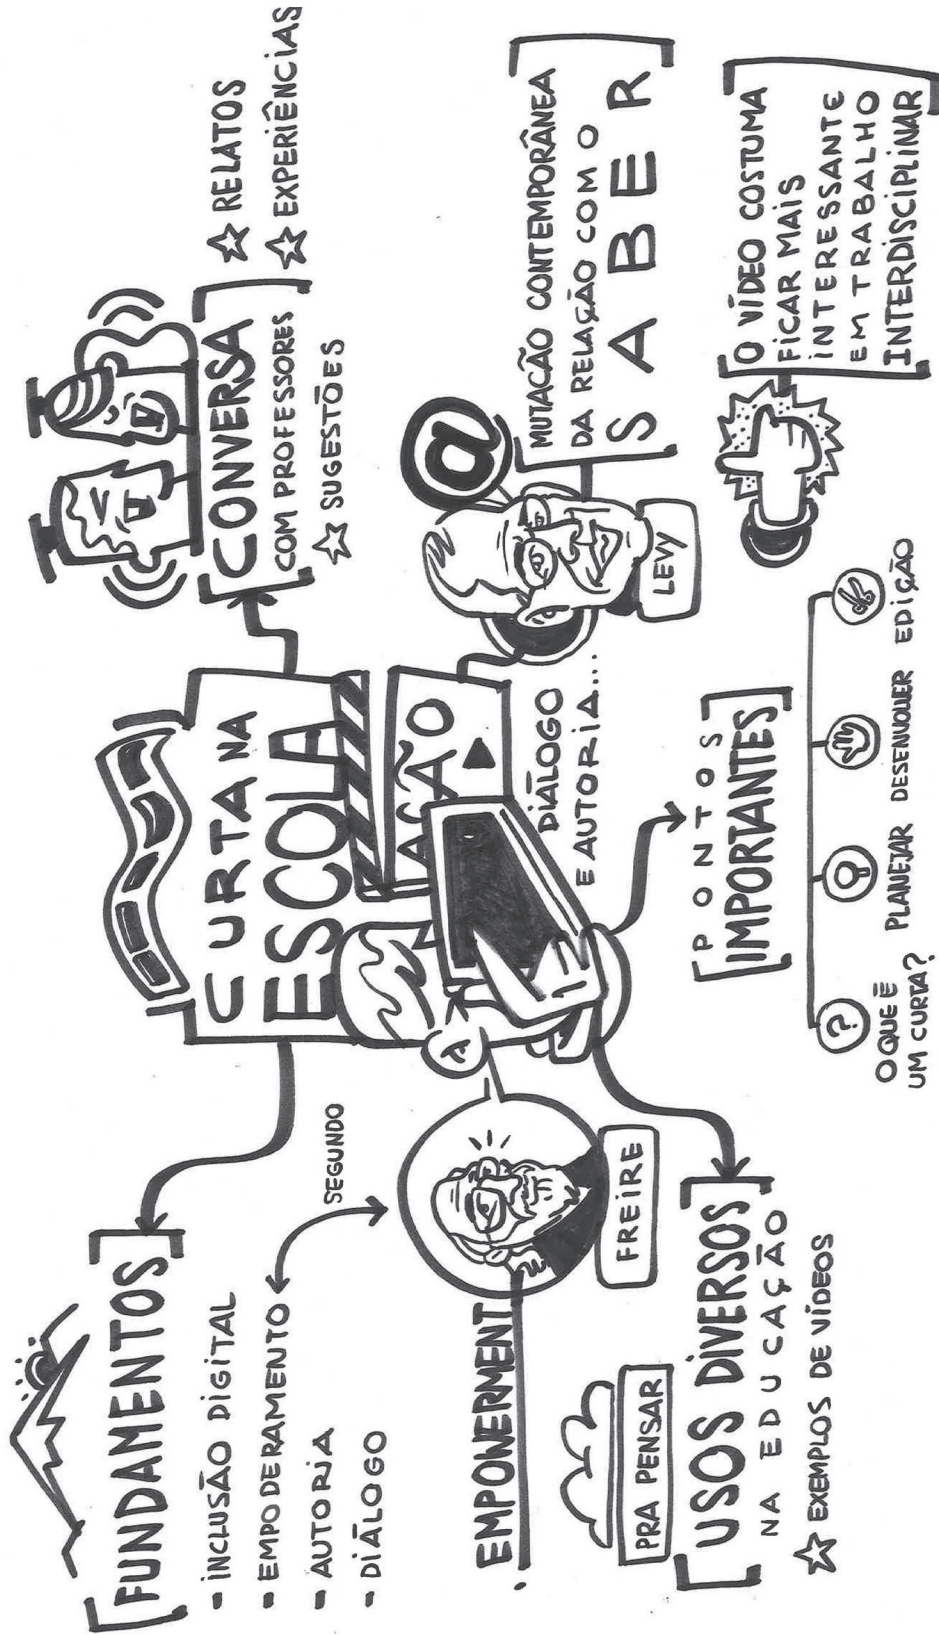 [FUNDAMENTOS]
- INCLUSÃO DIGITAL
- EMPODERAMENTO
- AUTORIA
- DIÁLOGO
SEGUNDO
CURTA NA
ESCOLA
AÇÃO
DIÁLOGO
E AUTORIA...
[CONVERSA]
COM PROFESSORES
☆ SUGESTÕES
☆ RELATOS
☆ EXPERIÊNCIAS
@
LEVY
[MUTAÇÃO CONTEMPORÂNEA
DA RELAÇÃO COM O
SABER]
EMPOWERMENT
FREIRE
A
PRA PENSAR
[USOS DIVERSOS]
NA EDUCAÇÃO
☆ EXEMPLOS DE VÍDEOS
[PONTOS
IMPORTANTES]
?
O QUE É
UM CURTA?
PLANEJAR
DESENVOLVER
EDIÇÃO
[O VÍDEO COSTUMA
FICAR MAIS
INTERESSANTE
EM TRABALHO
INTERDISCIPLINAR]